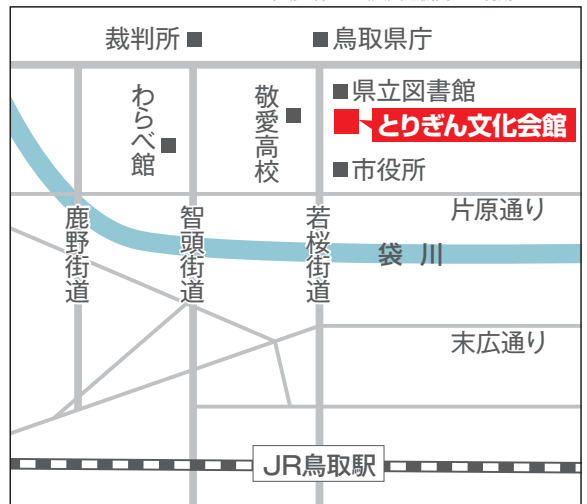 裁判所
鳥取県庁
わらべ館
敬愛高校
県立図書館
とりぎん文化会館
市役所
片原通り
鹿野街道
智頭街道
若桜街道
袋川
末広通り
JR鳥取駅